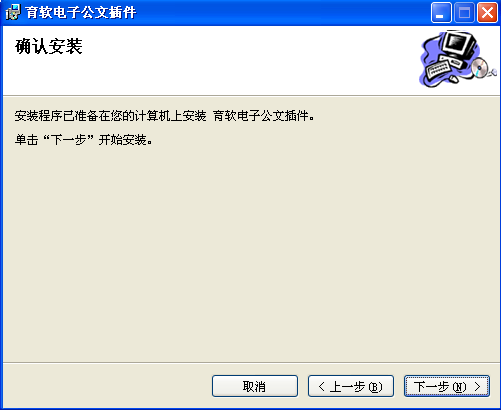 育软电子公文插件
确认安装
安装程序已准备在您的计算机上安装 育软电子公文插件。
单击“下一步”开始安装。
取消
< 上一步(B)
下一步(N) >